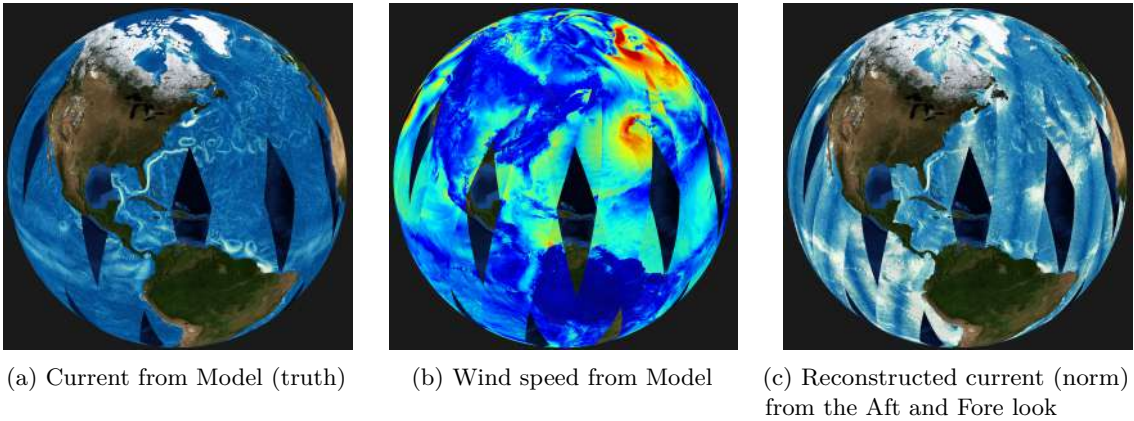 (a) Current from Model (truth)
(b) Wind speed from Model
(c) Reconstructed current (norm)
from the Aft and Fore look